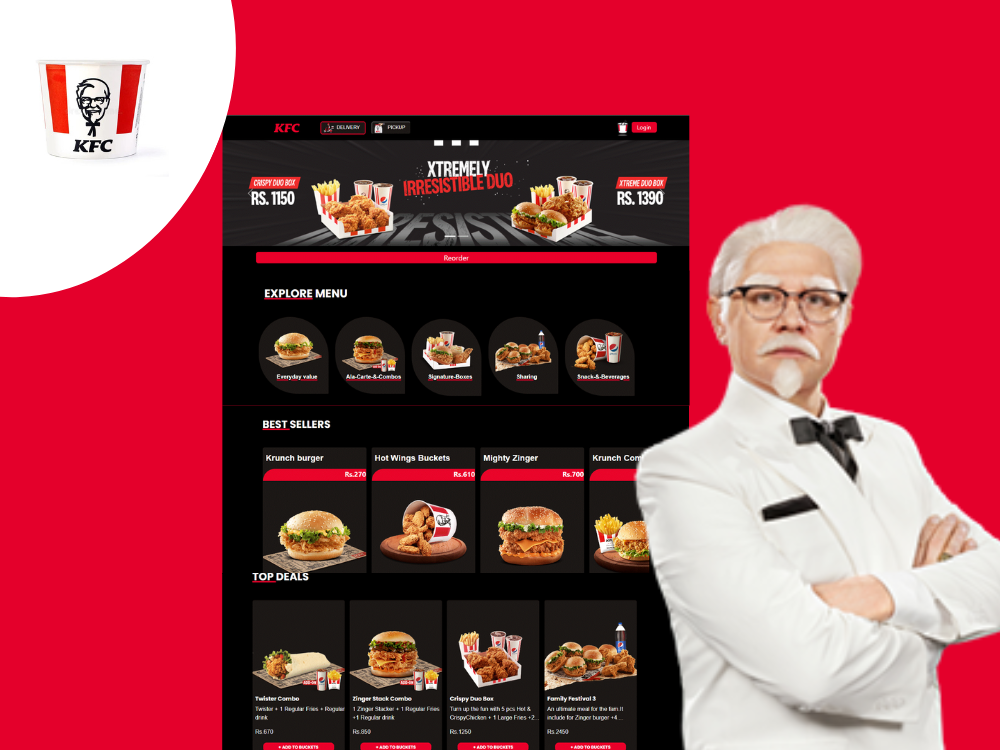 KFC
KFC
DELIVERY
PICKUP
Login
XTREMELY
IRRESISTIBLE DUO
CRISPY DUO BOX
RS. 1150
XTREME DUO BOX
RS. 1390
Reorder
EXPLORE MENU
Everyday value
Ala-Carte-&-Combos
Signature-Boxes
Sharing
Snack-&-Beverages
BEST SELLERS
Krunch burger
Hot Wings Buckets
Mighty Zinger
Krunch Com
Rs.270
Rs.610
Rs.700
TOP DEALS
Twister Combo
Twister + 1 Regular Fries + Regular
drink
Rs.670
+ ADD TO BUCKETS
Zinger Stack Combo
1 Zinger Stacker + 1 Regular Fries
+1 Regular drink
Rs.850
+ ADD TO BUCKETS
Crispy Duo Box
Turn up the fun with 5 pcs Hot &
CrispyChicken + 1 Large Fries +2...
Rs.1250
+ ADD TO BUCKETS
Family Festival 3
An ultimate meal for the fam.It
include for Zinger burger +4...
Rs.2450
+ ADD TO BUCKETS